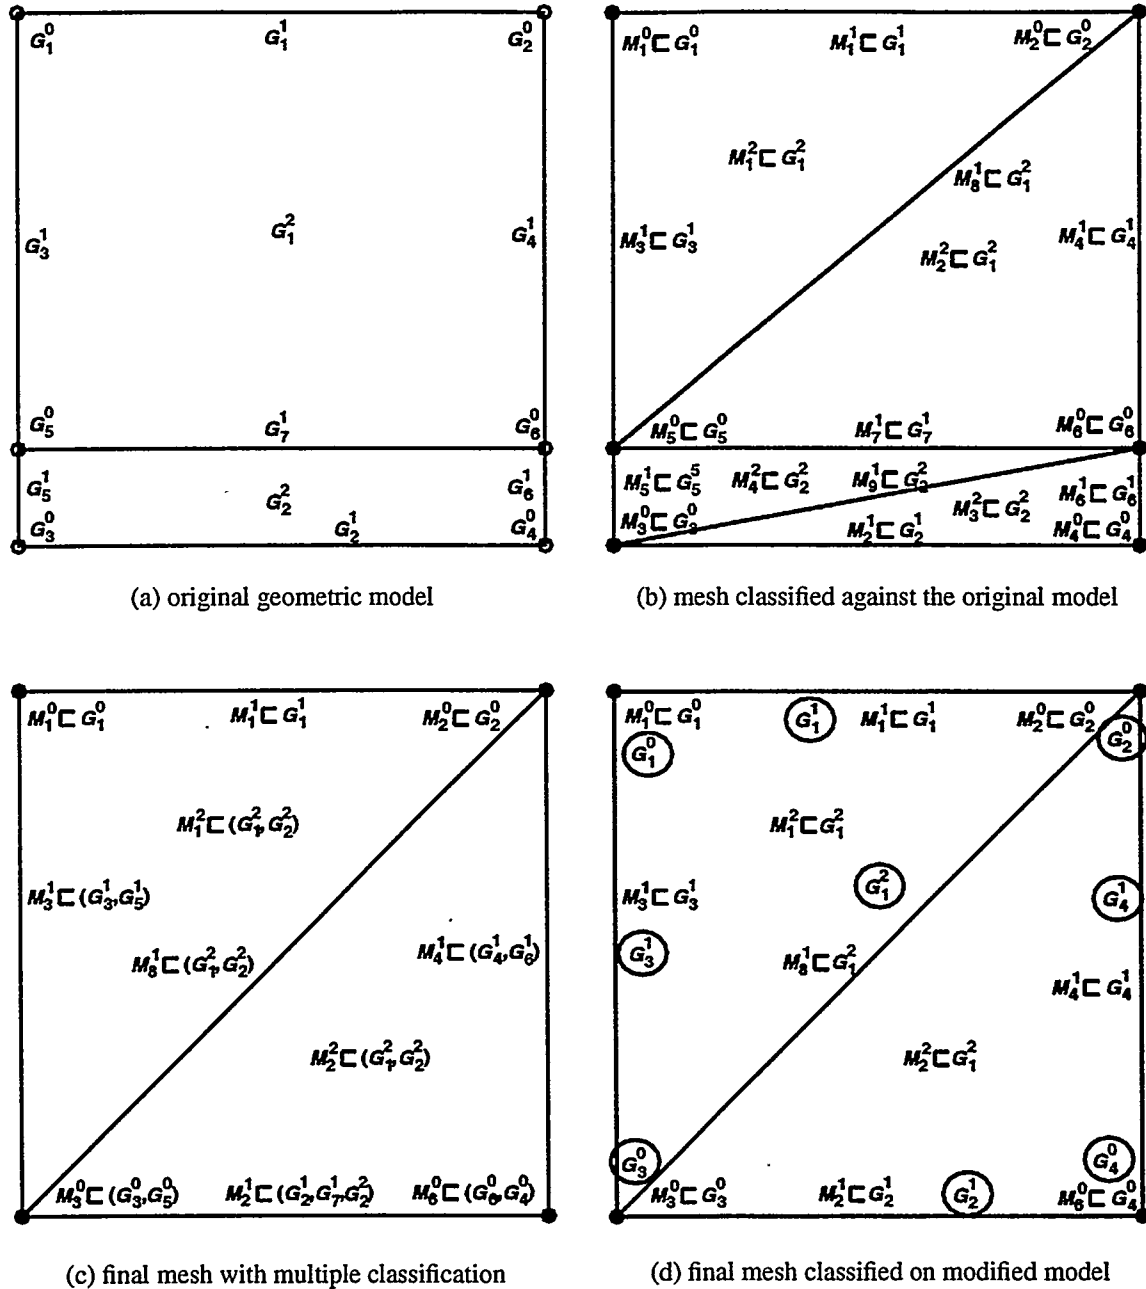 G₁⁰ G₁¹ G₂⁰
G₃¹ G₁² G₄¹
G₅⁰ G₇¹ G₆⁰
G₅¹ G₂² G₆¹
G₃⁰ G₂¹ G₄⁰
(a) original geometric model
M₁⁰⊏G₁⁰ M₁¹⊏G₁¹ M₂⁰⊏G₂⁰
M₁²⊏G₁² M₈¹⊏G₁²
M₃¹⊏G₃¹ M₂²⊏G₁² M₄¹⊏G₄¹
M₅⁰⊏G₅⁰ M₇¹⊏G₇¹ M₆⁰⊏G₆⁰
M₅¹⊏G₅⁵ M₄²⊏G₂² M₉¹⊏G₂² M₃²⊏G₂² M₆¹⊏G₆¹
M₃⁰⊏G₃⁰ M₂¹⊏G₂¹ M₄⁰⊏G₄⁰
(b) mesh classified against the original model
M₁⁰⊏G₁⁰ M₁¹⊏G₁¹ M₂⁰⊏G₂⁰
M₁²⊏(G₁²,G₂²)
M₃¹⊏(G₃¹,G₅¹)
M₈¹⊏(G₁²,G₂²) M₄¹⊏(G₄¹,G₆¹)
M₂²⊏(G₁²,G₂²)
M₃⁰⊏(G₃⁰,G₅⁰) M₂¹⊏(G₂¹,G₇¹,G₂²) M₆⁰⊏(G₆⁰,G₄⁰)
(c) final mesh with multiple classification
M₁⁰⊏G₁⁰ G₁¹ M₁¹⊏G₁¹ M₂⁰⊏G₂⁰
G₁⁰ G₂⁰
M₁²⊏G₁²
M₃¹⊏G₃¹ G₁² G₄¹
G₃¹ M₈¹⊏G₁² M₄¹⊏G₄¹
M₂²⊏G₁²
G₃⁰ G₄⁰
M₃⁰⊏G₃⁰ M₂¹⊏G₂¹ G₂¹ M₆⁰⊏G₄⁰
(d) final mesh classified on modified model